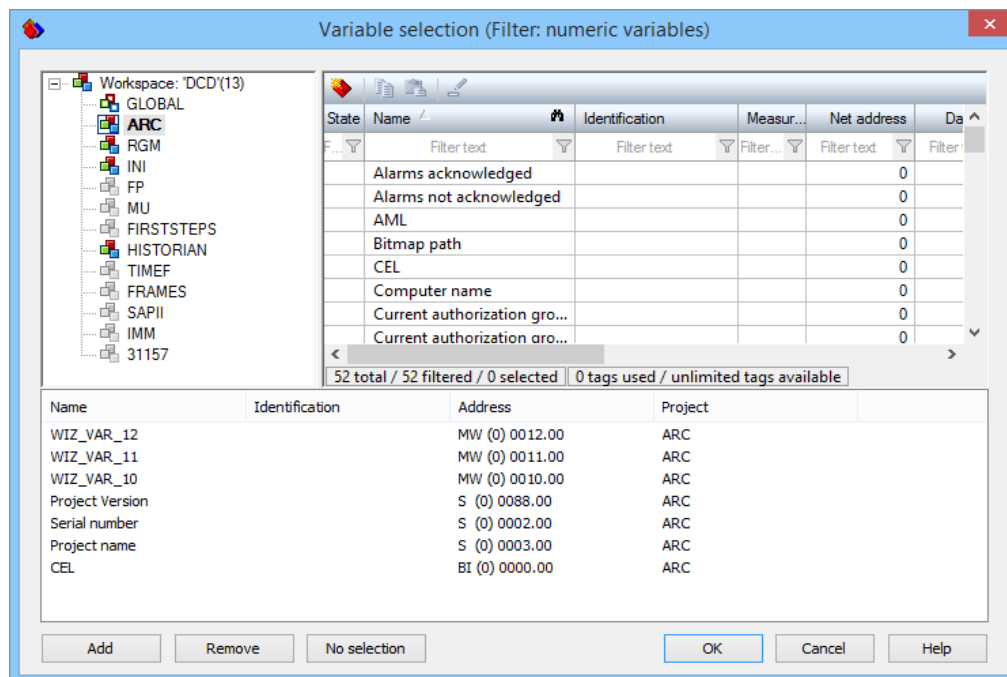 Variable selection (Filter: numeric variables)
Workspace: 'DCD'(13)
GLOBAL
ARC
RGM
INI
FP
MU
FIRSTSTEPS
HISTORIAN
TIMEF
FRAMES
SAPII
IMM
31157
State Name Identification Measur... Net address Da
F... Filter text Filter text Filter... Filter text Filter
Alarms acknowledged 0
Alarms not acknowledged 0
AML 0
Bitmap path 0
CEL 0
Computer name 0
Current authorization gro... 0
Current authorization gro... 0
52 total / 52 filtered / 0 selected 0 tags used / unlimited tags available
Name Identification Address Project
WIZ_VAR_12 MW (0) 0012.00 ARC
WIZ_VAR_11 MW (0) 0011.00 ARC
WIZ_VAR_10 MW (0) 0010.00 ARC
Project Version S (0) 0088.00 ARC
Serial number S (0) 0002.00 ARC
Project name S (0) 0003.00 ARC
CEL BI (0) 0000.00 ARC
Add Remove No selection OK Cancel Help